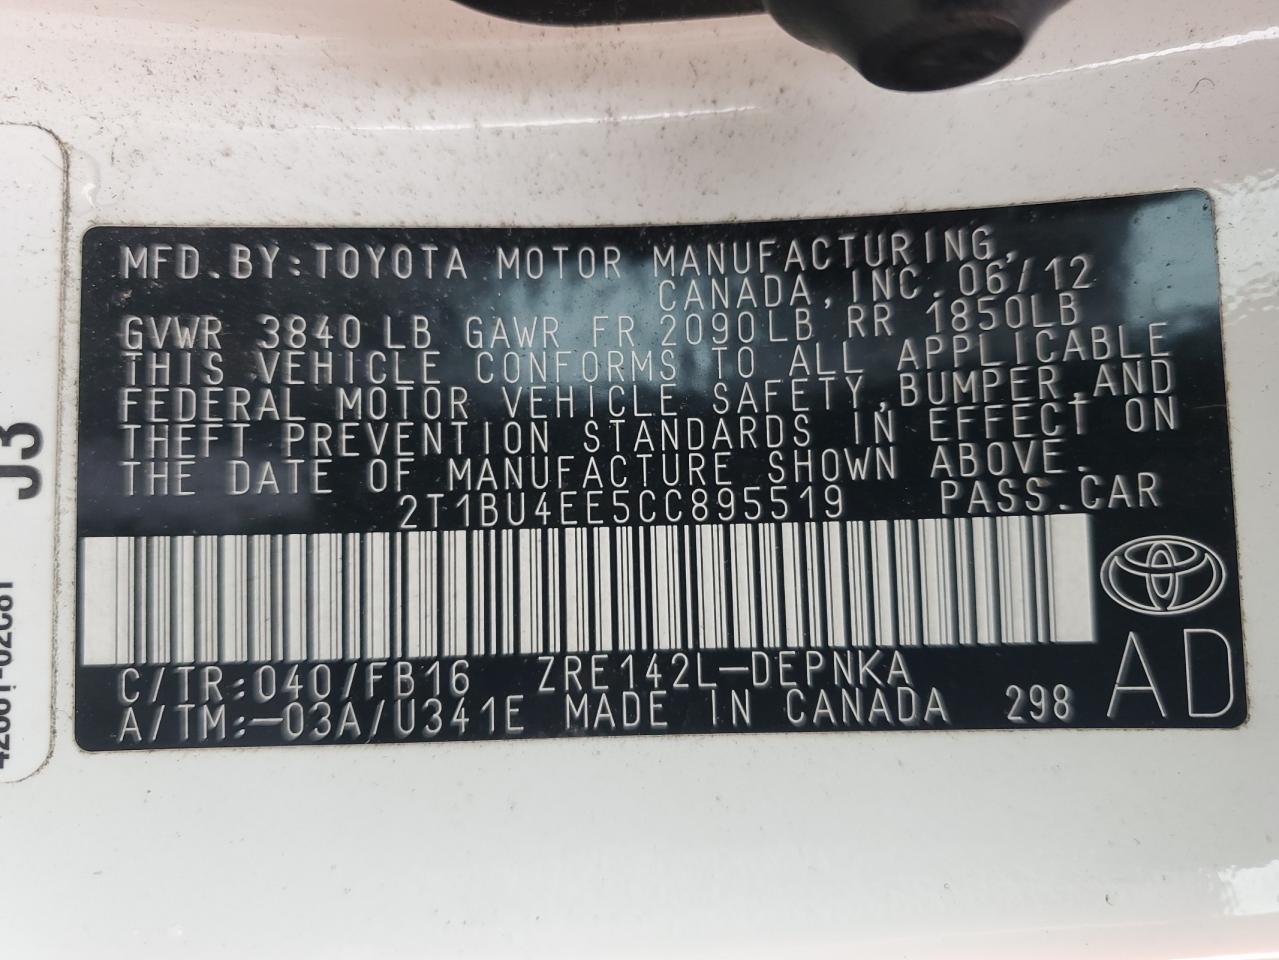 MFD.BY:TOYOTA MOTOR MANUFACTURING,
CANADA,INC. 06/12
GVWR 3840 LB GAWR FR 2090LB RR 1850LB
THIS VEHICLE CONFORMS TO ALL APPLICABLE
FEDERAL MOTOR VEHICLE SAFETY,BUMPER,AND
THEFT PREVENTION STANDARDS IN EFFECT ON
THE DATE OF MANUFACTURE SHOWN ABOVE.
2T1BU4EE5CC895519 PASS.CAR
C/TR:040/FB16 ZRE142L-DEPNKA
A/TM:-03A/U341E MADE IN CANADA 298 AD